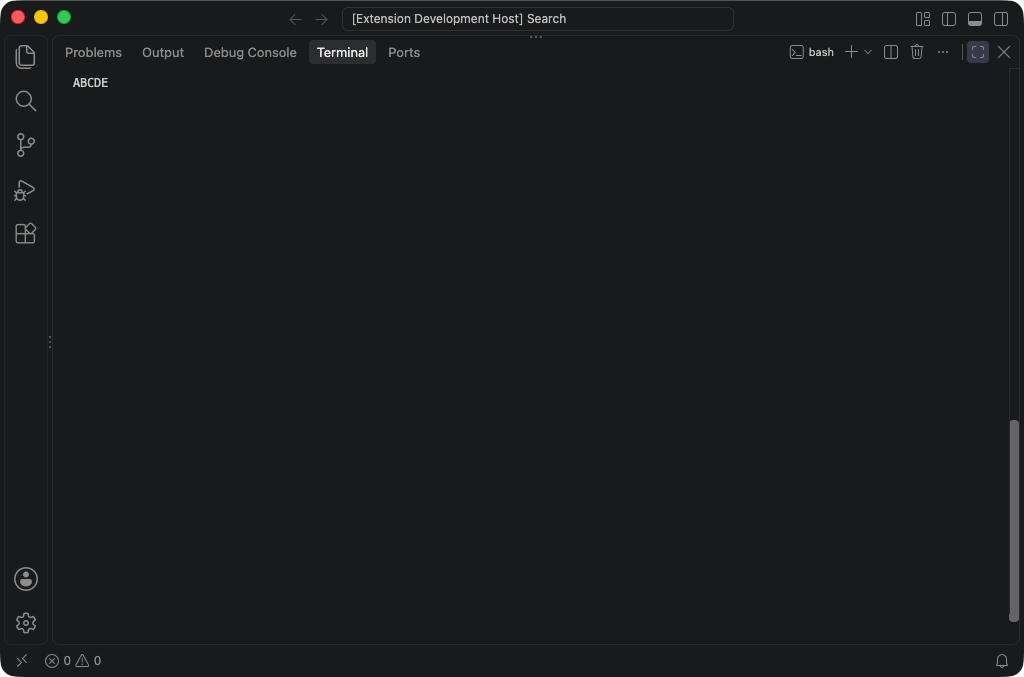 [Extension Development Host] Search
Problems Output Debug Console Terminal Ports
bash
ABCDE
0 0